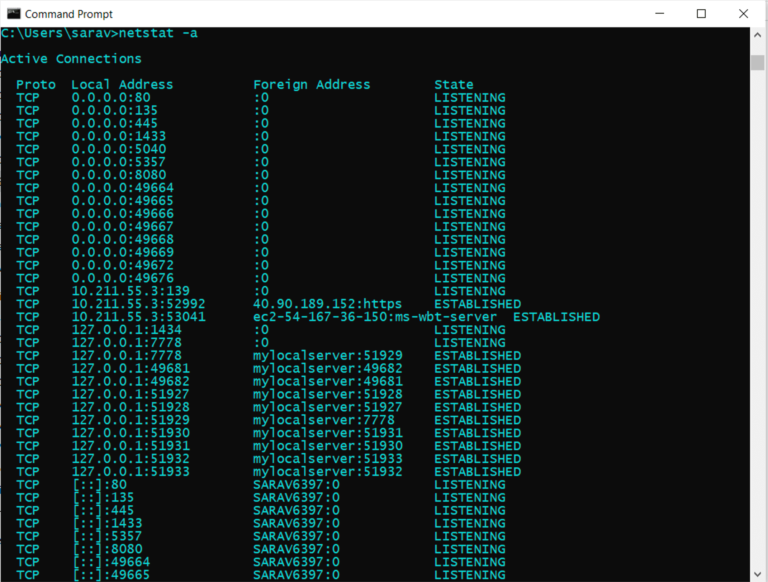 Command Prompt
C:\Users\sarav>netstat -a
Active Connections
Proto Local Address Foreign Address State
TCP 0.0.0.0:80 :0 LISTENING
TCP 0.0.0.0:135 :0 LISTENING
TCP 0.0.0.0:445 :0 LISTENING
TCP 0.0.0.0:1433 :0 LISTENING
TCP 0.0.0.0:5040 :0 LISTENING
TCP 0.0.0.0:5357 :0 LISTENING
TCP 0.0.0.0:8080 :0 LISTENING
TCP 0.0.0.0:49664 :0 LISTENING
TCP 0.0.0.0:49665 :0 LISTENING
TCP 0.0.0.0:49666 :0 LISTENING
TCP 0.0.0.0:49667 :0 LISTENING
TCP 0.0.0.0:49668 :0 LISTENING
TCP 0.0.0.0:49669 :0 LISTENING
TCP 0.0.0.0:49672 :0 LISTENING
TCP 0.0.0.0:49676 :0 LISTENING
TCP 10.211.55.3:139 :0 LISTENING
TCP 10.211.55.3:52992 40.90.189.152:https ESTABLISHED
TCP 10.211.55.3:53041 ec2-54-167-36-150:ms-wbt-server ESTABLISHED
TCP 127.0.0.1:1434 :0 LISTENING
TCP 127.0.0.1:7778 :0 LISTENING
TCP 127.0.0.1:7778 mylocalserver:51929 ESTABLISHED
TCP 127.0.0.1:49681 mylocalserver:49682 ESTABLISHED
TCP 127.0.0.1:49682 mylocalserver:49681 ESTABLISHED
TCP 127.0.0.1:51927 mylocalserver:51928 ESTABLISHED
TCP 127.0.0.1:51928 mylocalserver:51927 ESTABLISHED
TCP 127.0.0.1:51929 mylocalserver:7778 ESTABLISHED
TCP 127.0.0.1:51930 mylocalserver:51931 ESTABLISHED
TCP 127.0.0.1:51931 mylocalserver:51930 ESTABLISHED
TCP 127.0.0.1:51932 mylocalserver:51933 ESTABLISHED
TCP 127.0.0.1:51933 mylocalserver:51932 ESTABLISHED
TCP [::]:80 SARAV6397:0 LISTENING
TCP [::]:135 SARAV6397:0 LISTENING
TCP [::]:445 SARAV6397:0 LISTENING
TCP [::]:1433 SARAV6397:0 LISTENING
TCP [::]:5357 SARAV6397:0 LISTENING
TCP [::]:8080 SARAV6397:0 LISTENING
TCP [::]:49664 SARAV6397:0 LISTENING
TCP [::]:49665 SARAV6397:0 LISTENING